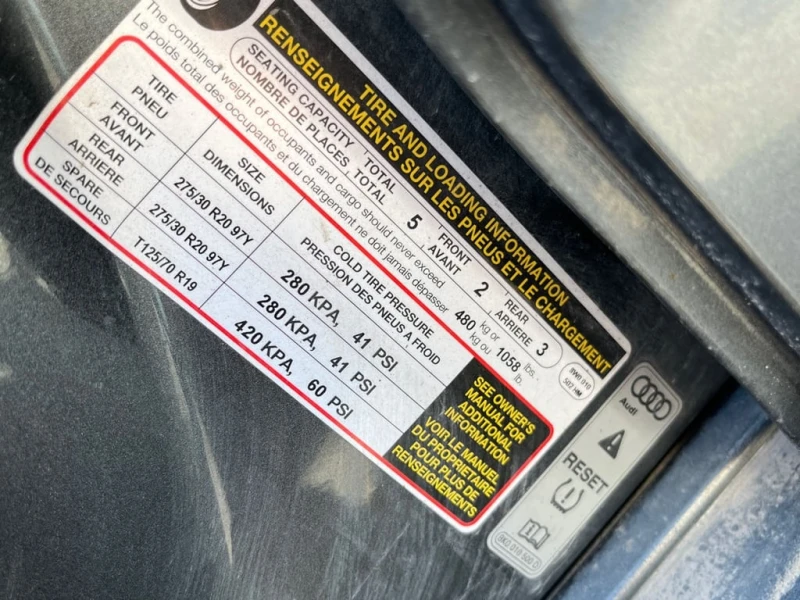 TIRE AND LOADING INFORMATION
RENSEIGNEMENTS SUR LES PNEUS ET LE CHARGEMENT
SEATING CAPACITY TOTAL 5 FRONT 2 REAR 3
NOMBRE DE PLACES TOTAL AVANT ARRIÈRE
The combined weight of occupants and cargo should never exceed 480 kg or 1058 lbs.
Le poids total des occupants et du chargement ne doit jamais dépasser kg ou lb.
TIRE SIZE COLD TIRE PRESSURE
PNEU DIMENSIONS PRESSION DES PNEUS A FROID
FRONT 275/30 R20 97Y 280 KPA, 41 PSI
AVANT
REAR 275/30 R20 97Y 280 KPA, 41 PSI
ARRIÈRE
SPARE T125/70 R19 420 KPA, 60 PSI
DE SECOURS
SEE OWNER'S
MANUAL FOR
ADDITIONAL
INFORMATION
VOIR LE MANUEL
DU PROPRIETAIRE
POUR PLUS DE
RENSEIGNEMENTS
Audi
RESET